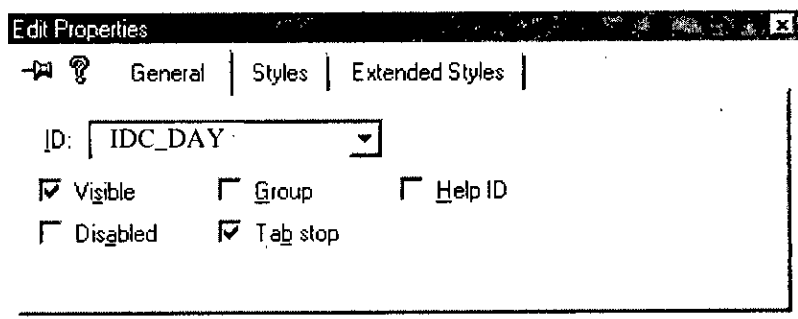 Edit Properties
General Styles Extended Styles
ID: IDC_DAY
Visible Group Help ID
Disabled Tab stop